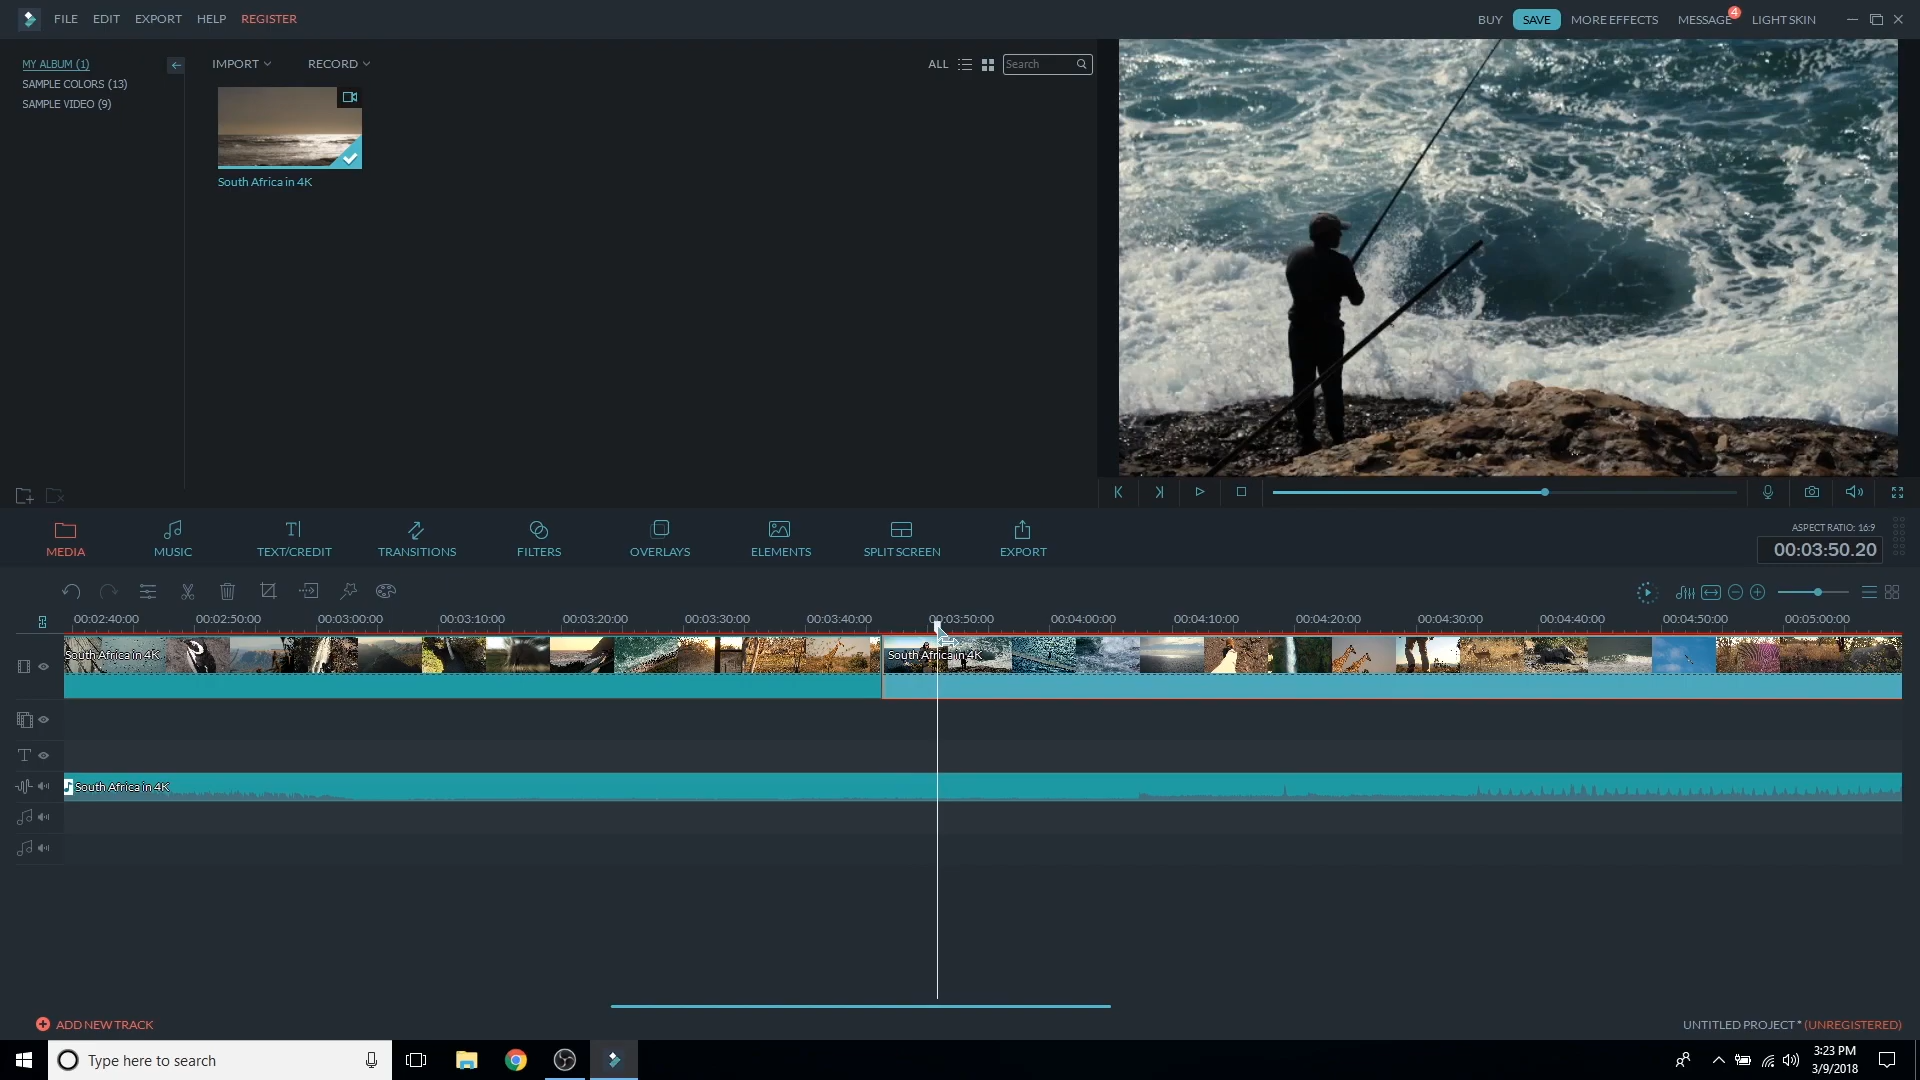 FILE EDIT EXPORT HELP REGISTER
BUY SAVE MORE EFFECTS MESSAGE 4 LIGHT SKIN
MY ALBUM (1)
SAMPLE COLORS (13)
SAMPLE VIDEO (9)
IMPORT RECORD ALL Search
South Africa in 4K
MEDIA MUSIC TEXT/CREDIT TRANSITIONS FILTERS OVERLAYS ELEMENTS SPLIT SCREEN EXPORT
ASPECT RATIO: 16:9
00:03:50.20
00:02:40:00 00:02:50:00 00:03:00:00 00:03:10:00 00:03:20:00 00:03:30:00 00:03:40:00 00:03:50:00 00:04:00:00 00:04:10:00 00:04:20:00 00:04:30:00 00:04:40:00 00:04:50:00 00:05:00:00
South Africa in 4K South Africa in 4K
South Africa in 4K
ADD NEW TRACK
UNTITLED PROJECT * (UNREGISTERED)
Type here to search
3:23 PM
3/9/2018